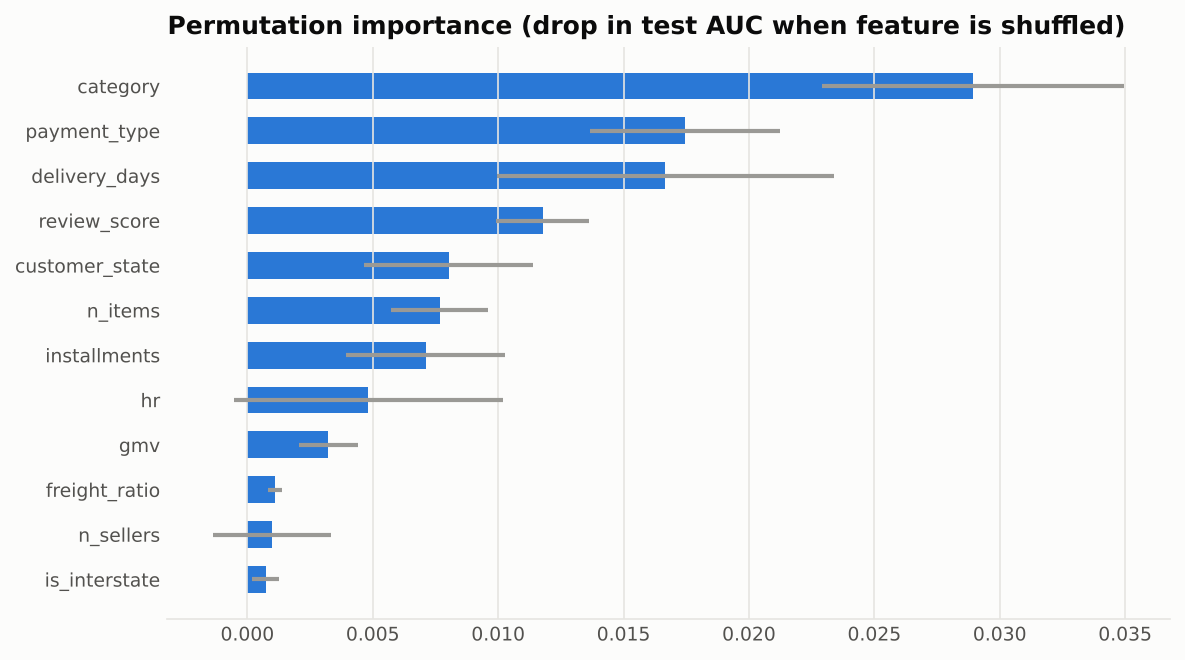 Permutation importance (drop in test AUC when feature is shuffled)
category
payment_type
delivery_days
review_score
customer_state
n_items
installments
hr
gmv
freight_ratio
n_sellers
is_interstate
0.000 0.005 0.010 0.015 0.020 0.025 0.030 0.035